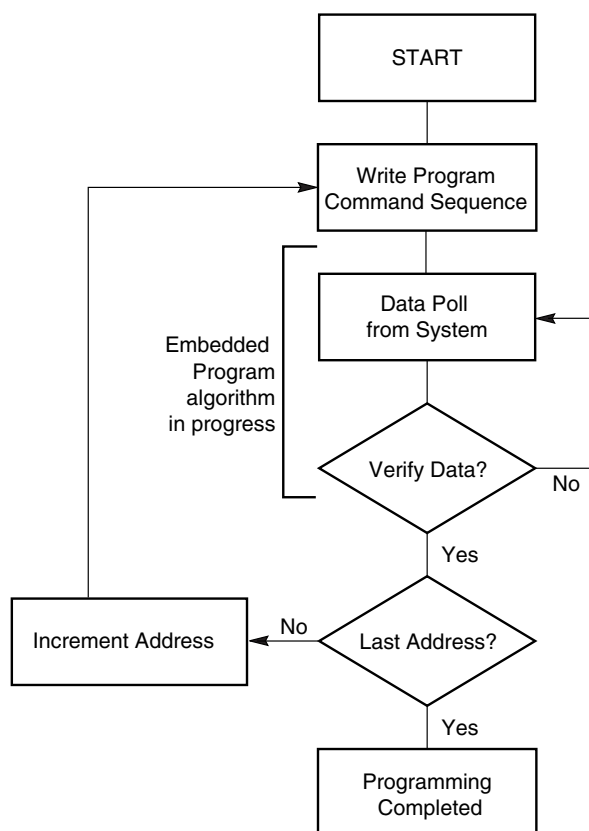 START
Write Program
Command Sequence
Data Poll
from System
Embedded
Program
algorithm
in progress
Verify Data?
No
Yes
Increment Address
No
Last Address?
Yes
Programming
Completed